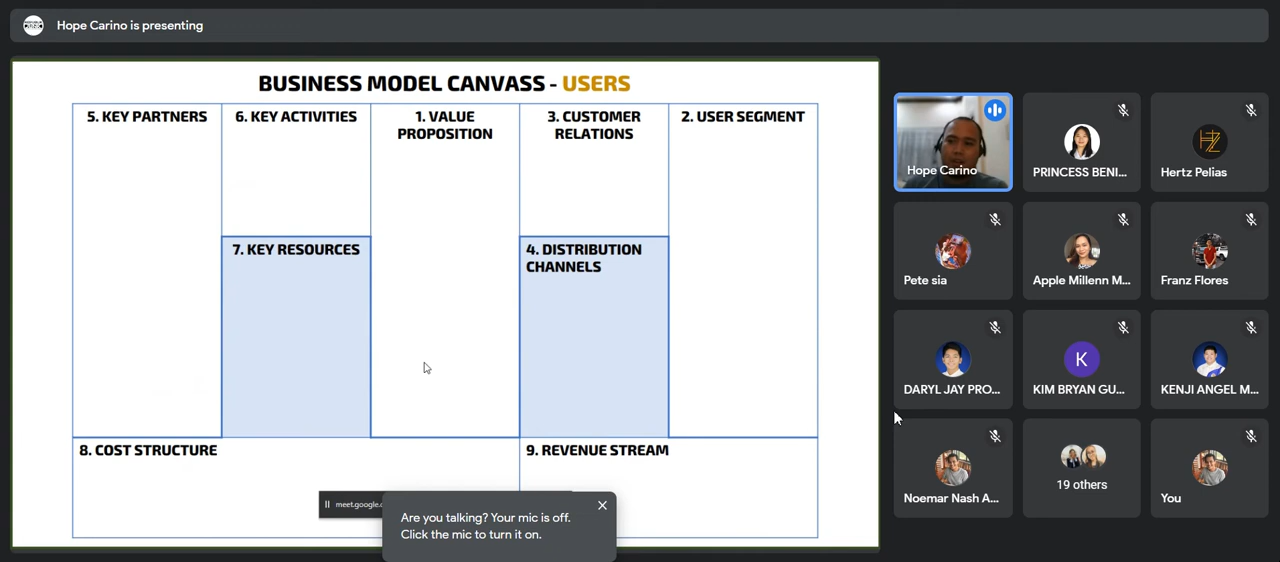 Hope Carino is presenting
BUSINESS MODEL CANVASS - USERS
5. KEY PARTNERS
6. KEY ACTIVITIES
1. VALUE
PROPOSITION
3. CUSTOMER
RELATIONS
2. USER SEGMENT
7. KEY RESOURCES
4. DISTRIBUTION
CHANNELS
8. COST STRUCTURE
9. REVENUE STREAM
meet.google.c
Are you talking? Your mic is off.
Click the mic to turn it on.
Hope Carino
PRINCESS BENI...
Hertz Pelias
Pete sia
Apple Millenn M...
Franz Flores
DARYL JAY PRO...
K
KIM BRYAN GU...
KENJI ANGEL M...
Noemar Nash A...
19 others
You